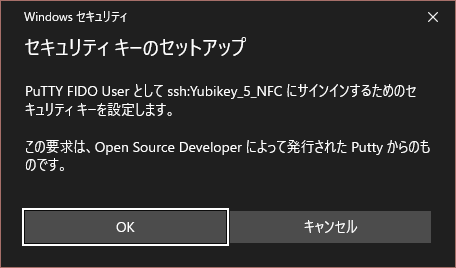 Windows セキュリティ
セキュリティ キーのセットアップ
PuTTY FIDO User として ssh:Yubikey_5_NFC にサインインするためのセ
キュリティ キーを設定します。
この要求は、Open Source Developer によって発行された Putty からのも
のです。
OK
キャンセル